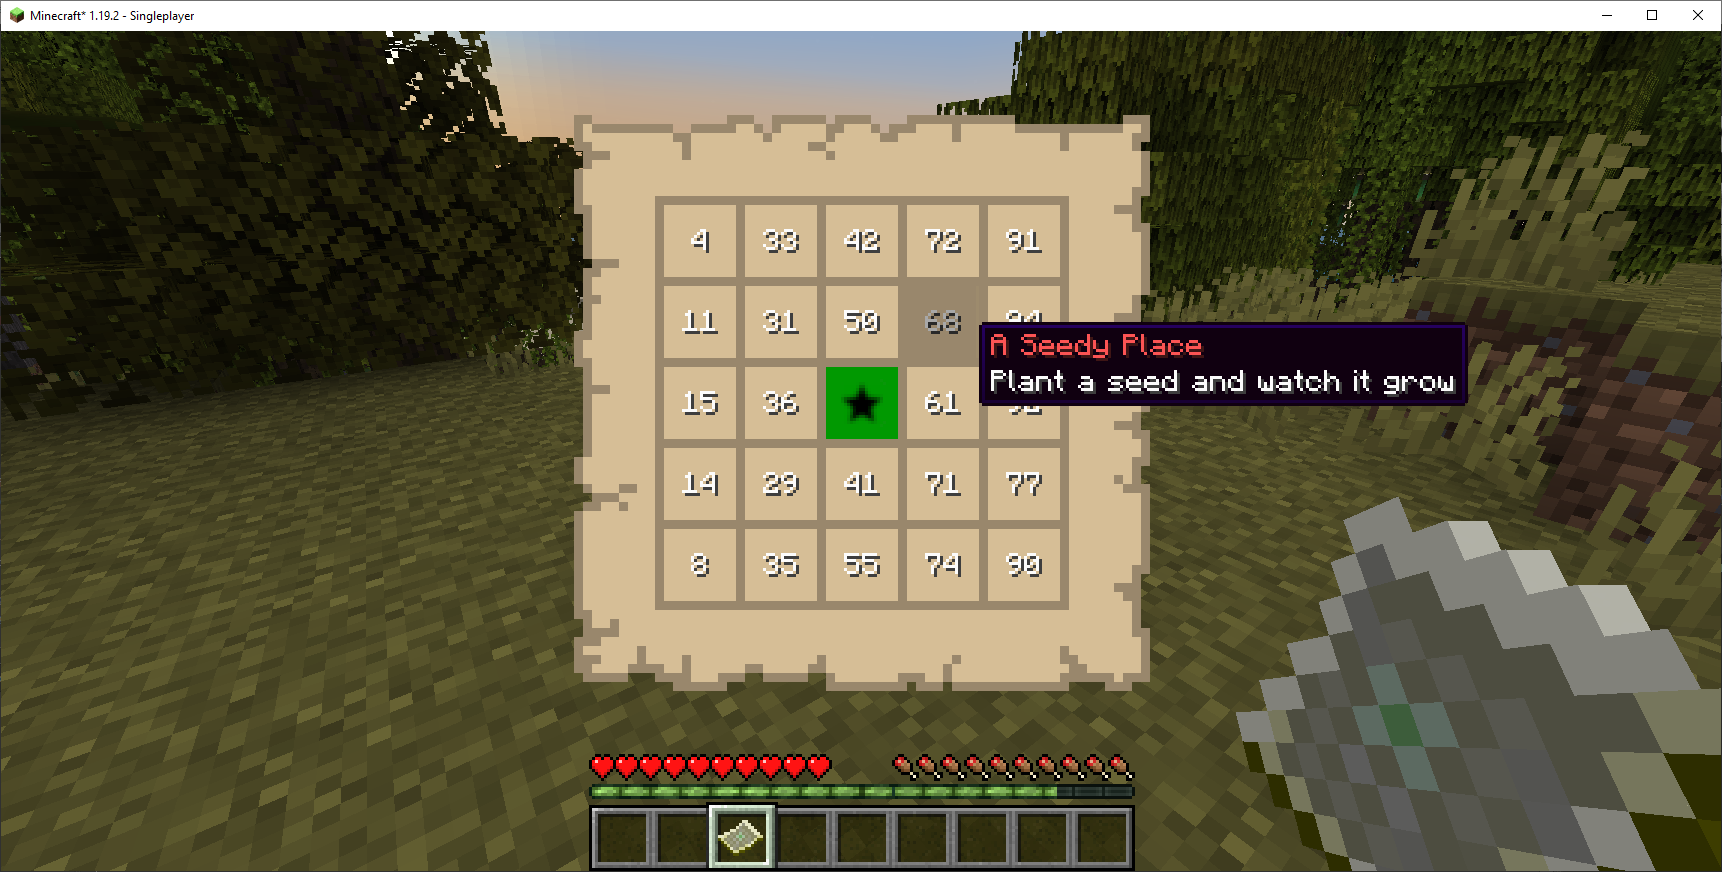 Minecraft* 1.19.2 - Singleplayer
4 33 42 72 91
11 31 50 68
A Seedy Place
Plant a seed and watch it grow
15 36 61
14 29 41 71 77
8 35 55 74 90